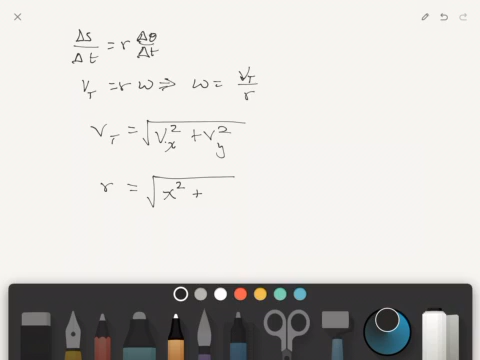 Δs/Δt = r Δθ/Δt
V_T = r ω ⇒ ω = V_T/r
V_T = √(V_x² + V_y²)
r = √(x² +